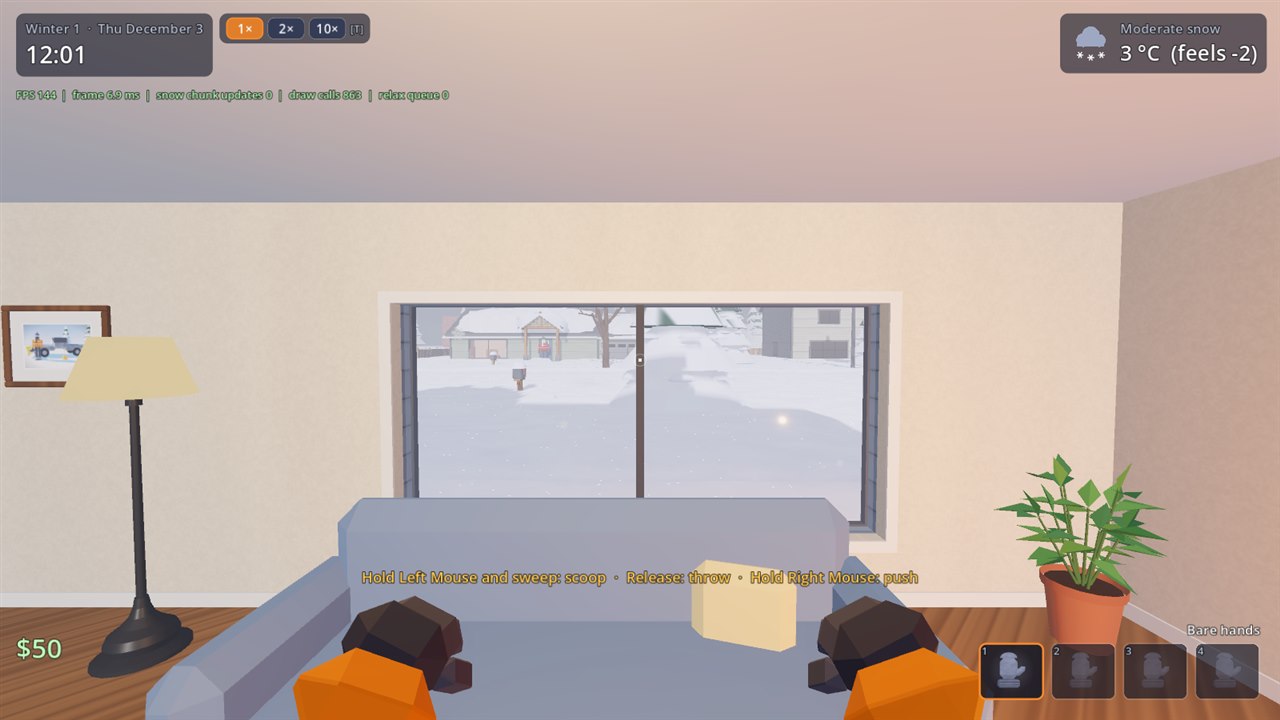 Winter 1 · Thu December 3
12:01
1× 2× 10× [T]
Moderate snow
3 °C (feels -2)
FPS 144 | frame 6.9 ms | snow chunk updates 0 | draw calls 863 | relax queue 0
Hold Left Mouse and sweep: scoop · Release: throw · Hold Right Mouse: push
$50
Bare hands
1 2 3 4